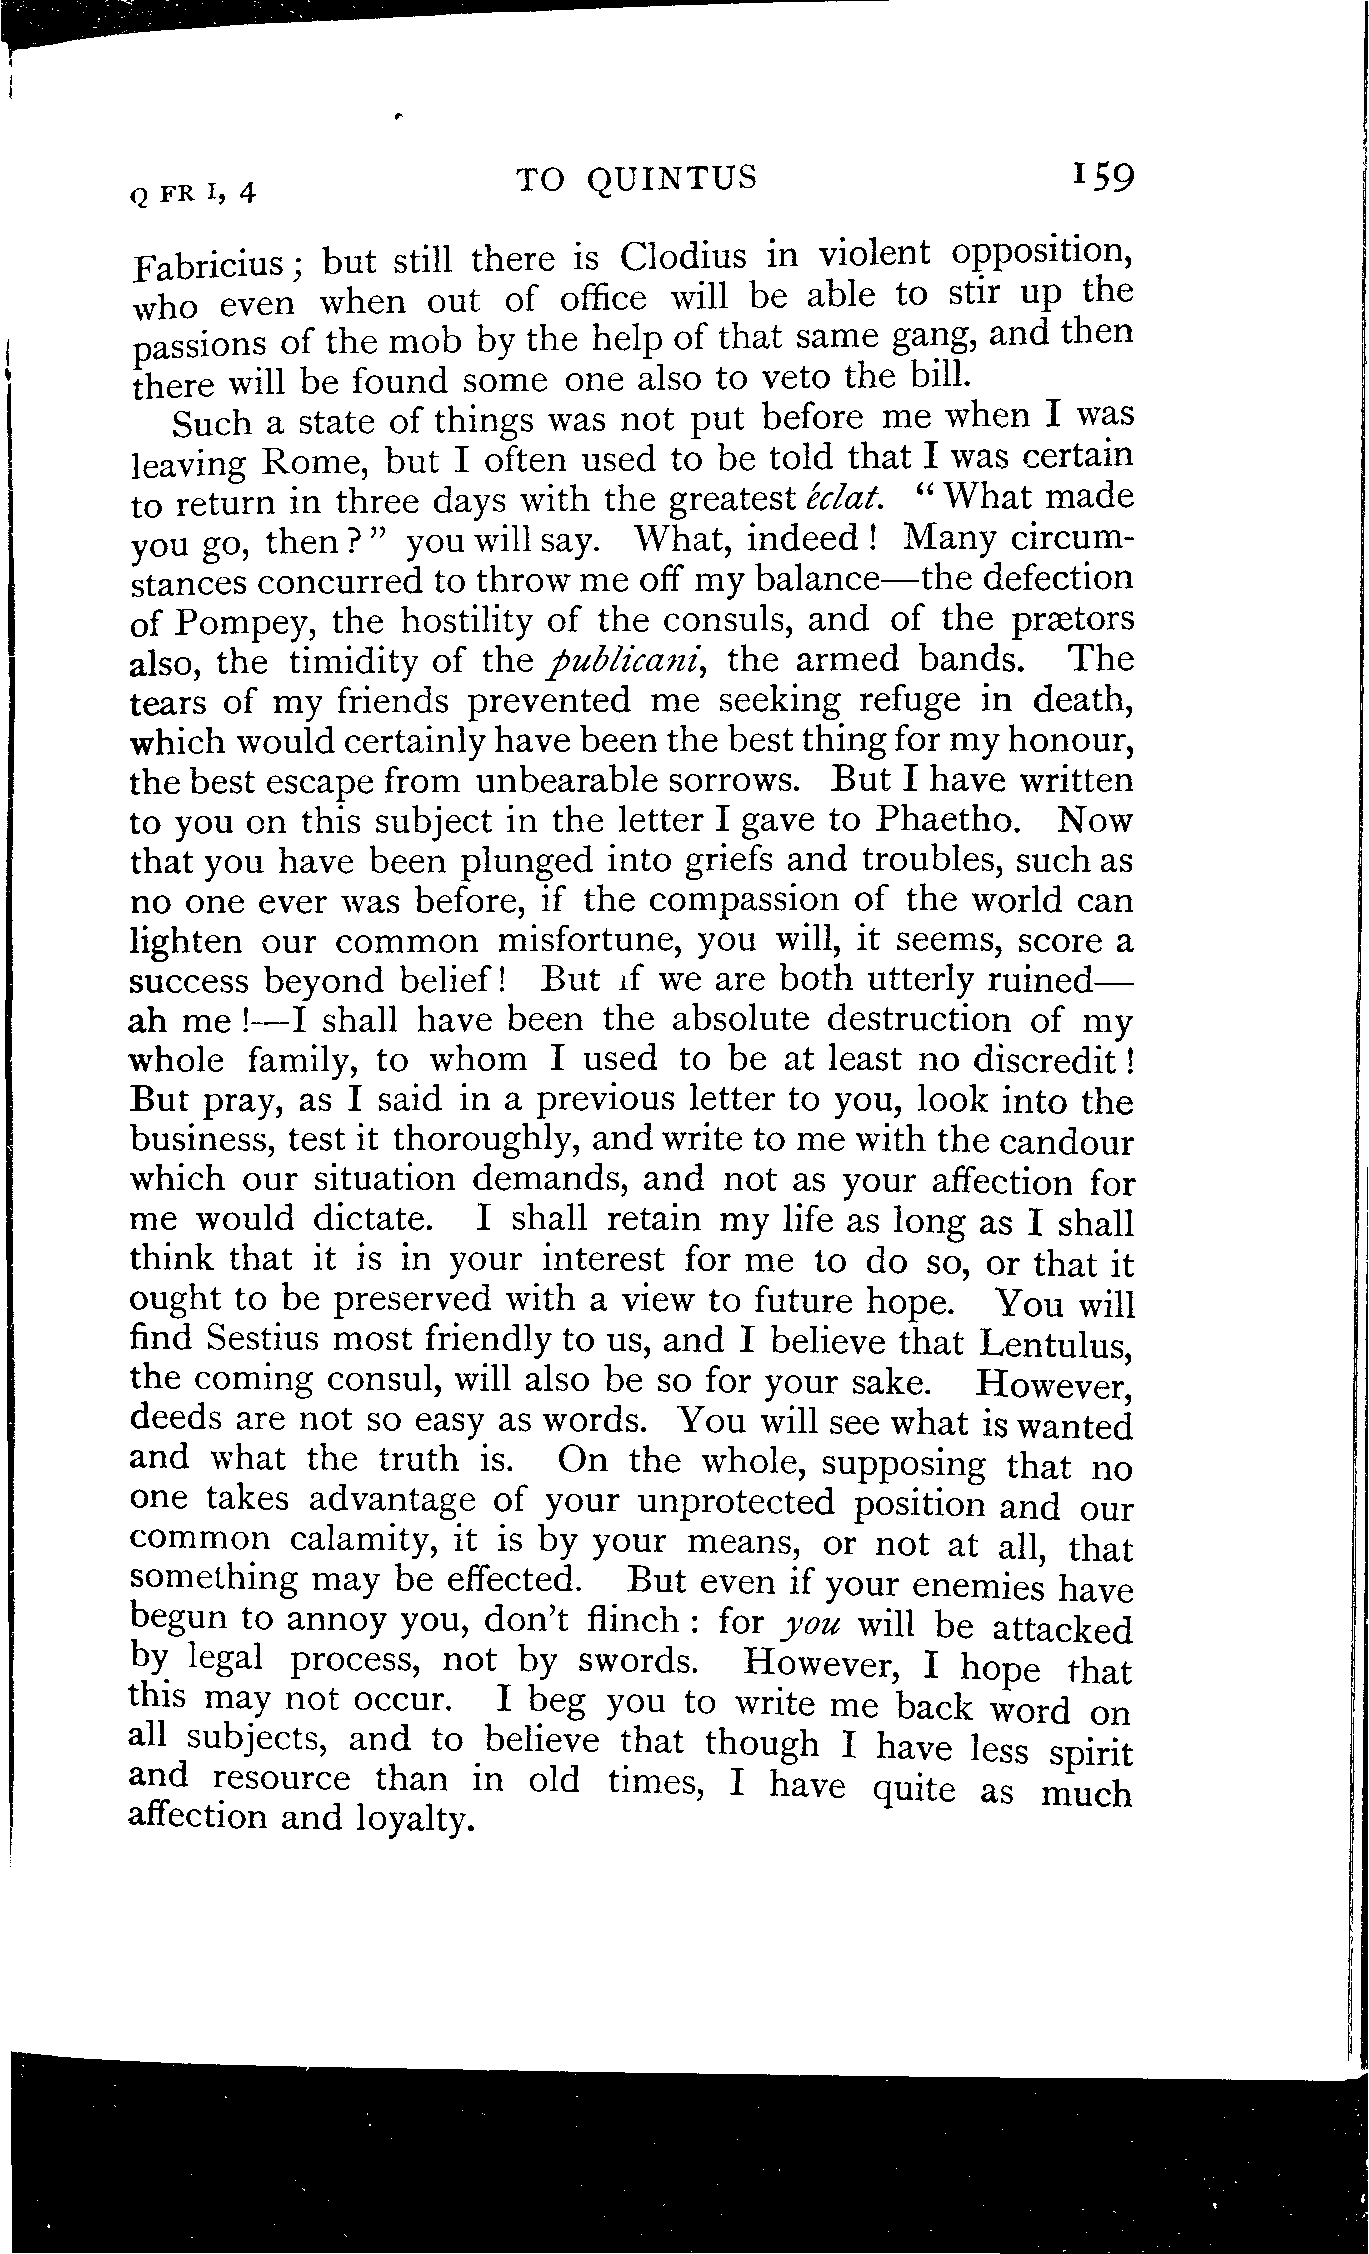 Q FR I, 4 TO QUINTUS 159
Fabricius; but still there is Clodius in violent opposition,
who even when out of office will be able to stir up the
passions of the mob by the help of that same gang, and then
there will be found some one also to veto the bill.
Such a state of things was not put before me when I was
leaving Rome, but I often used to be told that I was certain
to return in three days with the greatest éclat. “What made
you go, then?” you will say. What, indeed! Many circum-
stances concurred to throw me off my balance—the defection
of Pompey, the hostility of the consuls, and of the prætors
also, the timidity of the publicani, the armed bands. The
tears of my friends prevented me seeking refuge in death,
which would certainly have been the best thing for my honour,
the best escape from unbearable sorrows. But I have written
to you on this subject in the letter I gave to Phaetho. Now
that you have been plunged into griefs and troubles, such as
no one ever was before, if the compassion of the world can
lighten our common misfortune, you will, it seems, score a
success beyond belief! But if we are both utterly ruined—
ah me!—I shall have been the absolute destruction of my
whole family, to whom I used to be at least no discredit!
But pray, as I said in a previous letter to you, look into the
business, test it thoroughly, and write to me with the candour
which our situation demands, and not as your affection for
me would dictate. I shall retain my life as long as I shall
think that it is in your interest for me to do so, or that it
ought to be preserved with a view to future hope. You will
find Sestius most friendly to us, and I believe that Lentulus,
the coming consul, will also be so for your sake. However,
deeds are not so easy as words. You will see what is wanted
and what the truth is. On the whole, supposing that no
one takes advantage of your unprotected position and our
common calamity, it is by your means, or not at all, that
something may be effected. But even if your enemies have
begun to annoy you, don't flinch: for you will be attacked
by legal process, not by swords. However, I hope that
this may not occur. I beg you to write me back word on
all subjects, and to believe that though I have less spirit
and resource than in old times, I have quite as much
affection and loyalty.